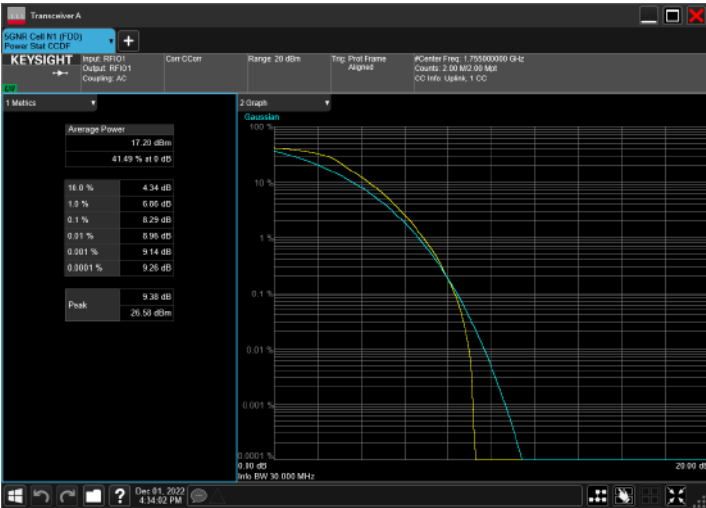 Transceiver A
5GNR Cell N1 (FDD)
Power Stat CCDF
+
KEYSIGHT
Input: RFIO1
Output: RFIO1
Coupling: AC
Corr CCorr
Range: 20 dBm
Trig: Prot Frame
Aligned
#Center Freq: 1.755000000 GHz
Counts: 2.00 M/2.00 Mpt
CC Info: Uplink, 1 CC
1 Metrics
2 Graph
Average Power
17.20 dBm
41.49 % at 0 dB
10.0 % 4.34 dB
1.0 %
0.1 % 8.29 dB
0.01 % 8.96 dB
0.001 % 9.14 dB
0.0001 % 9.26 dB
Peak
9.38 dB
26.58 dBm
Gaussian
100 %
10 %
1 %
0.1 %
0.01 %
0.001 %
0.0001 %
0.00 dB
20.00 dB
Info BW 30.000 MHz
?
Dec 01, 2022
4:34:02 PM